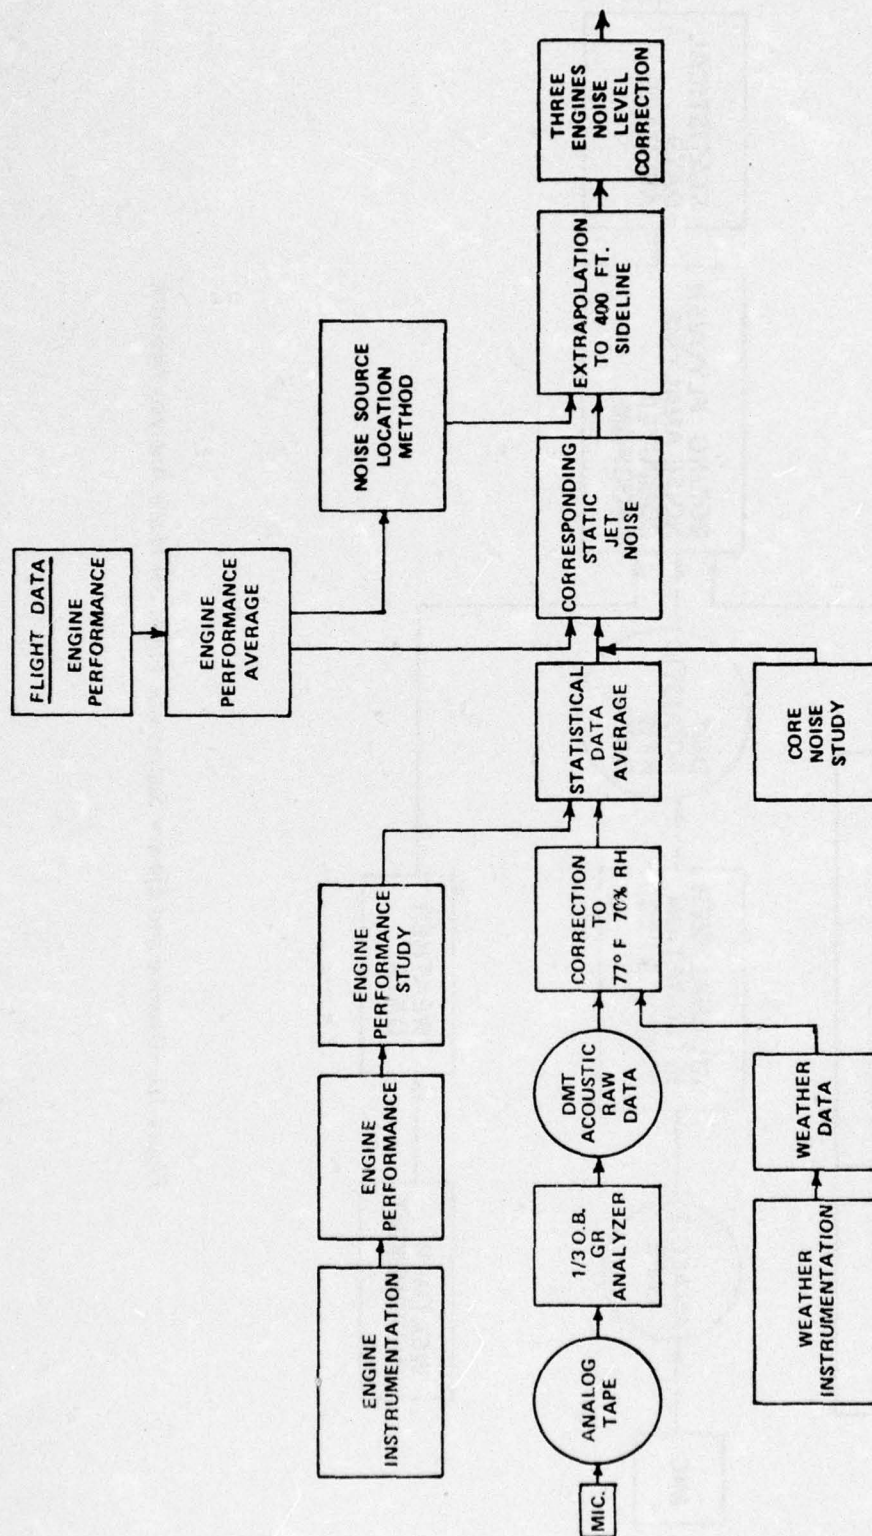 FLIGHT DATA
ENGINE
PERFORMANCE
ENGINE
PERFORMANCE
AVERAGE
ENGINE
INSTRUMENTATION
ENGINE
PERFORMANCE
ENGINE
PERFORMANCE
STUDY
NOISE SOURCE
LOCATION
METHOD
MIC.
ANALOG
TAPE
1/3 O.B.
GR
ANALYZER
DMT
ACOUSTIC
RAW
DATA
CORRECTION
TO
77° F 70% RH
STATISTICAL
DATA
AVERAGE
CORRESPONDING
STATIC
JET
NOISE
EXTRAPOLATION
TO 400 FT.
SIDELINE
THREE
ENGINES
NOISE
LEVEL
CORRECTION
WEATHER
INSTRUMENTATION
WEATHER
DATA
CORE
NOISE
STUDY